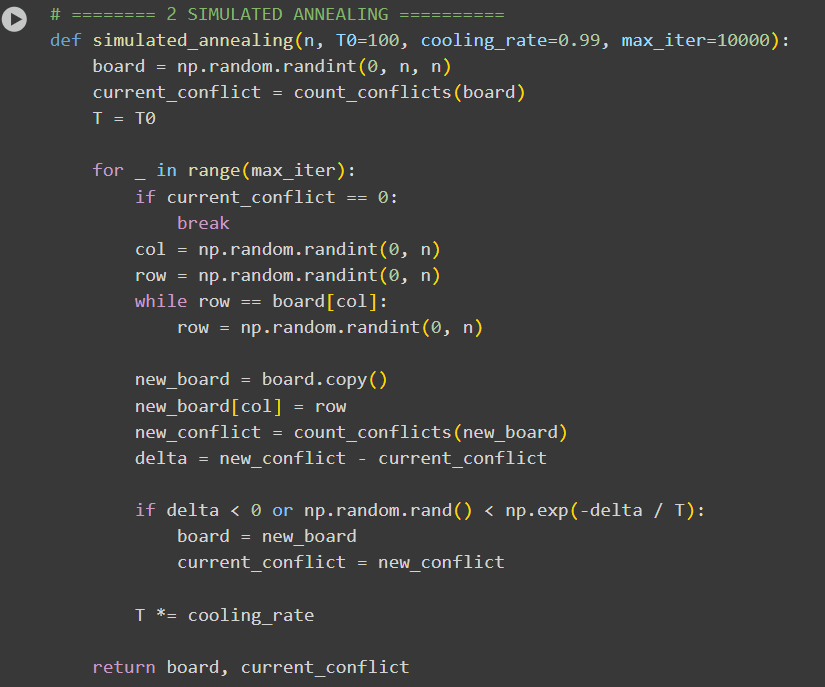 # ======== 2 SIMULATED ANNEALING ==========
def simulated_annealing(n, T0=100, cooling_rate=0.99, max_iter=10000):
    board = np.random.randint(0, n, n)
    current_conflict = count_conflicts(board)
    T = T0

    for _ in range(max_iter):
        if current_conflict == 0:
            break
        col = np.random.randint(0, n)
        row = np.random.randint(0, n)
        while row == board[col]:
            row = np.random.randint(0, n)

        new_board = board.copy()
        new_board[col] = row
        new_conflict = count_conflicts(new_board)
        delta = new_conflict - current_conflict

        if delta < 0 or np.random.rand() < np.exp(-delta / T):
            board = new_board
            current_conflict = new_conflict

        T *= cooling_rate

    return board, current_conflict